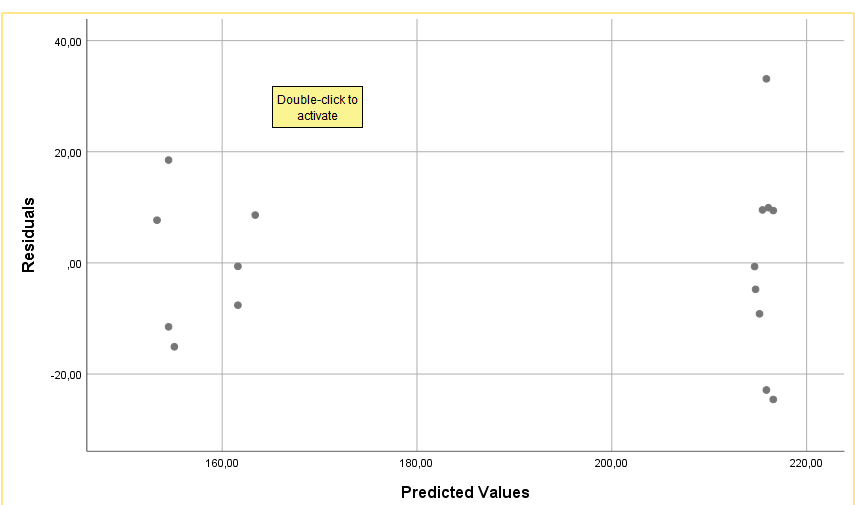 40,00
Double-click to
activate
20,00
Residuals
,00
-20,00
160,00
180,00
200,00
220,00
Predicted Values